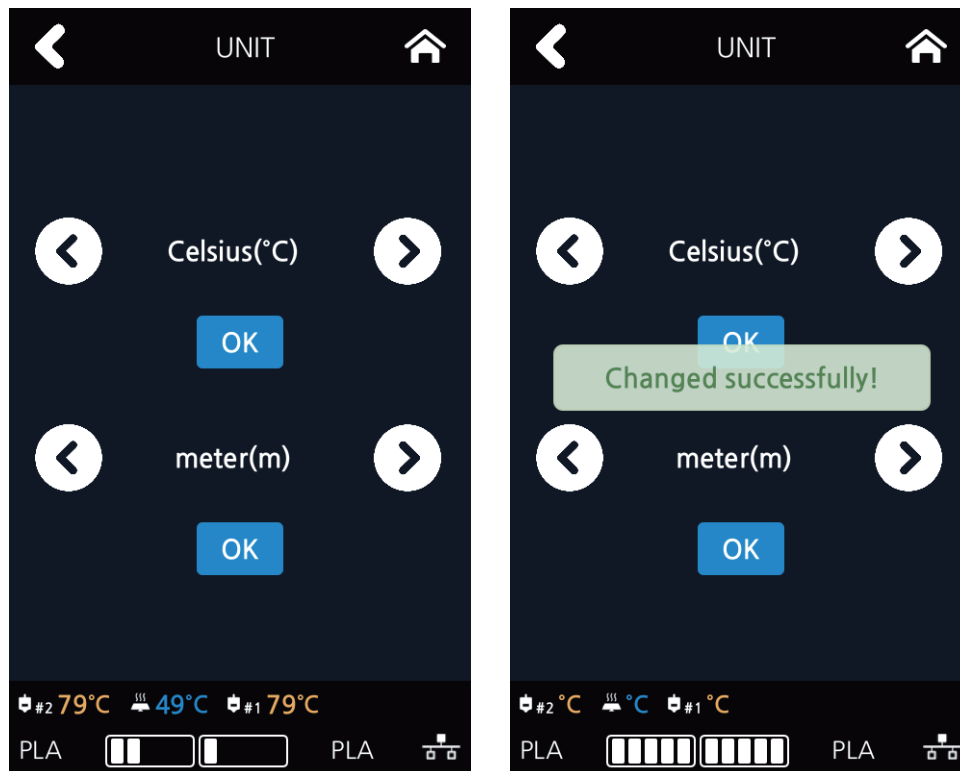 UNIT
Celsius(°C)
OK
meter(m)
OK
#2 79°C 49°C #1 79°C
PLA PLA
UNIT
Celsius(°C)
OK
Changed successfully!
meter(m)
OK
#2 °C °C #1 °C
PLA PLA